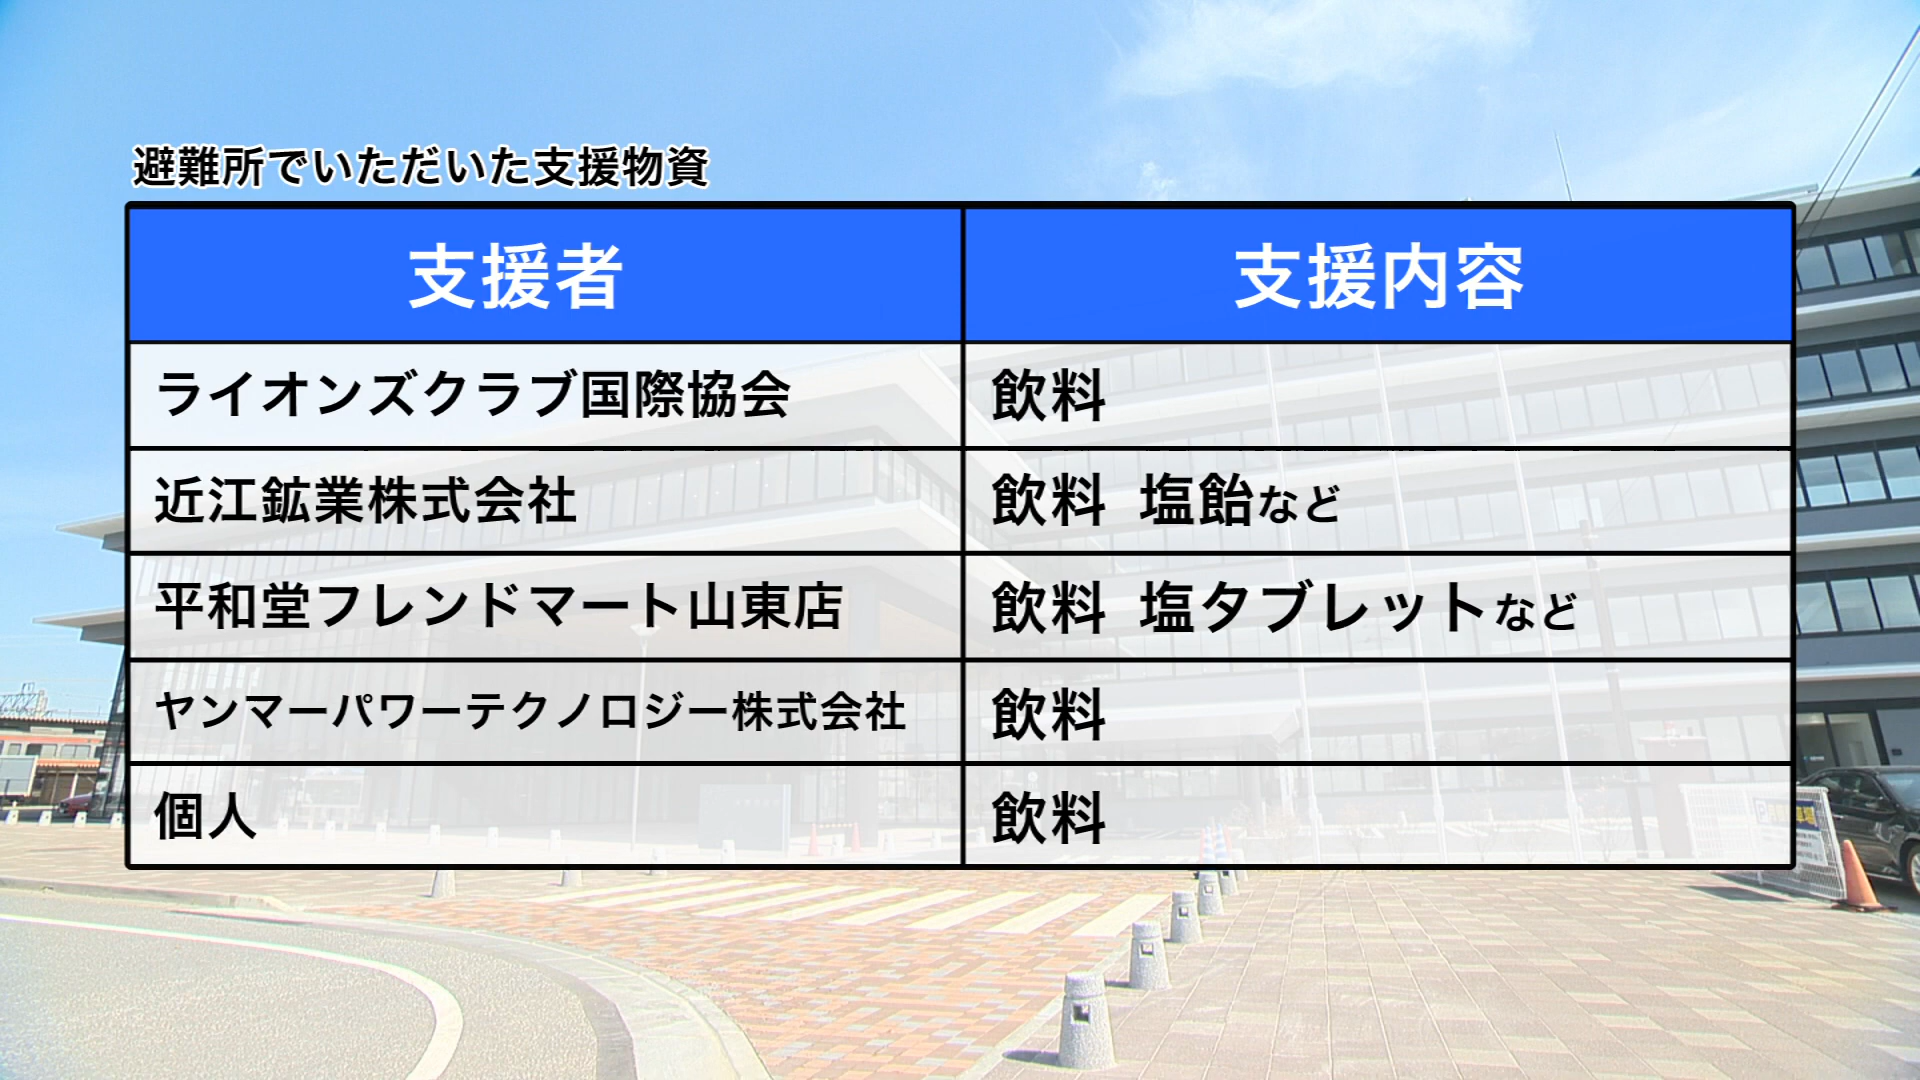 避難所でいただいた支援物資
支援者 支援内容
ライオンズクラブ国際協会 飲料
近江鉱業株式会社 飲料 塩飴など
平和堂フレンドマート山東店 飲料 塩タブレットなど
ヤンマーパワーテクノロジー株式会社 飲料
個人 飲料